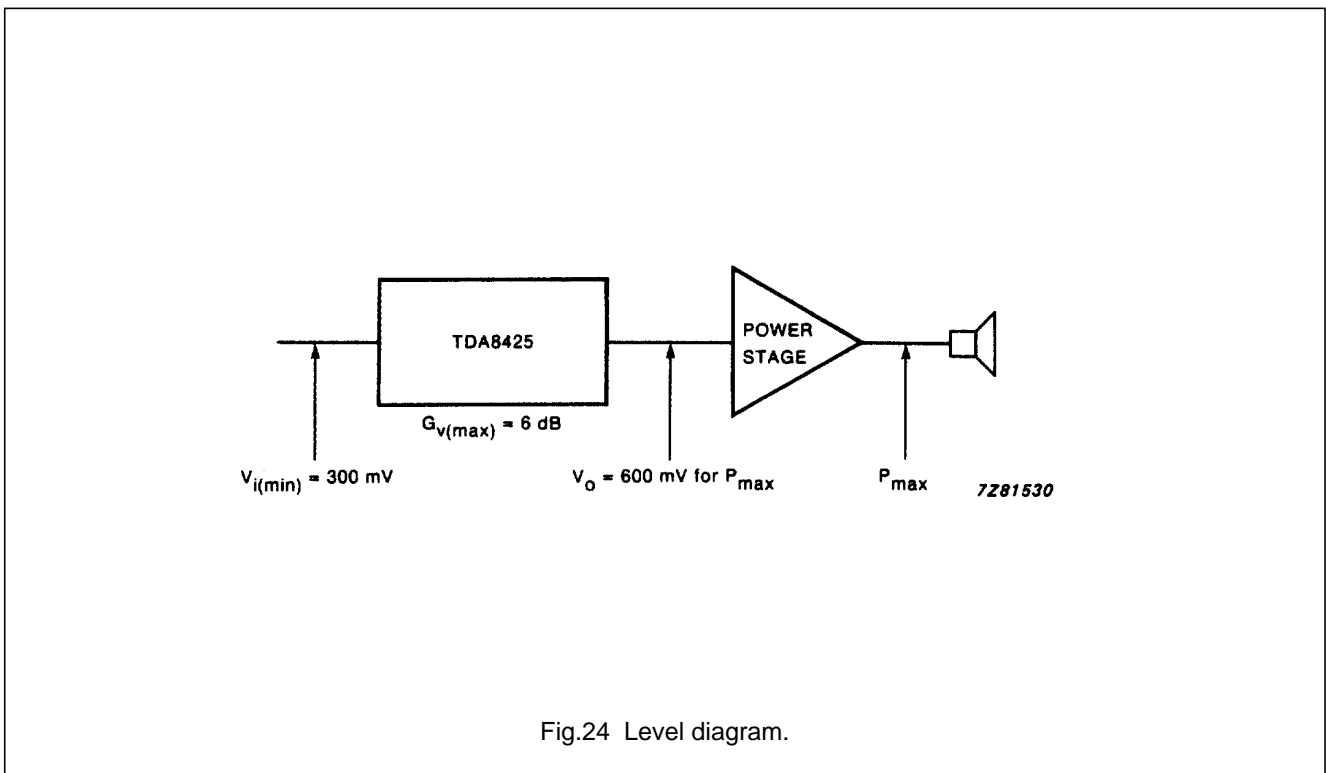 TDA8425
POWER
STAGE
Gv(max) = 6 dB
Vi(min) = 300 mV
Vo = 600 mV for Pmax
Pmax
7Z81530
Fig.24 Level diagram.